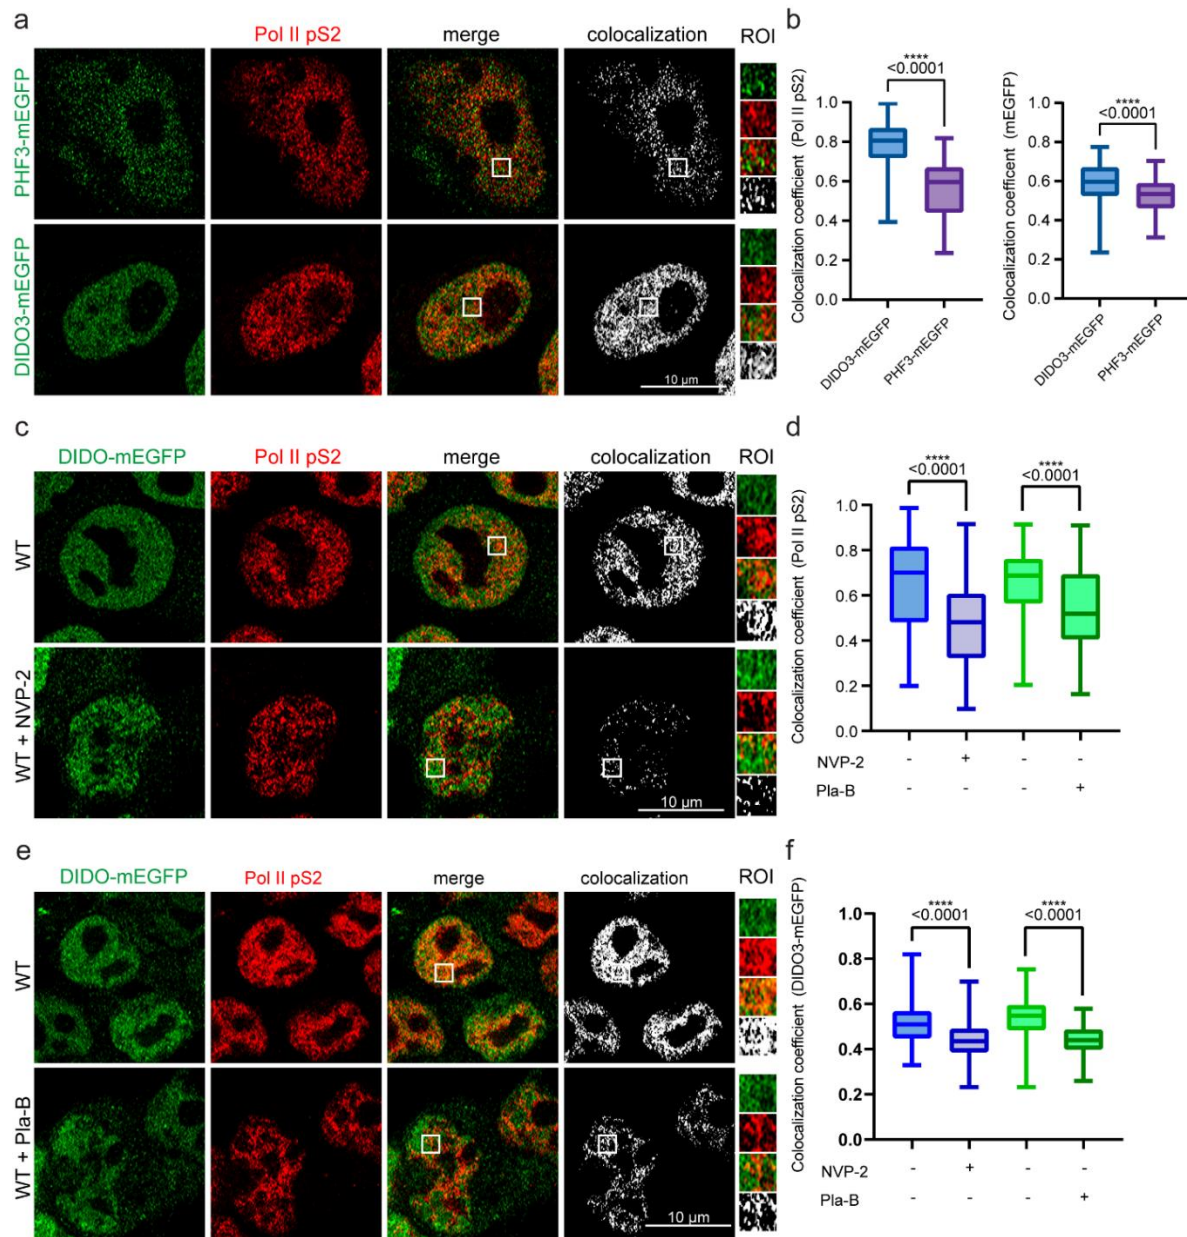 a
Pol II pS2 merge colocalization ROI
PHF3-mEGFP
DIDO3-mEGFP
10 µm
b
Colocalization coefficient (Pol II pS2)
****
<0.0001
1.0
0.8
0.6
0.4
0.2
0.0
DIDO3-mEGFP
PHF3-mEGFP
Colocalization coefficient (mEGFP)
****
<0.0001
1.0
0.8
0.6
0.4
0.2
0.0
DIDO3-mEGFP
PHF3-mEGFP
c
DIDO-mEGFP Pol II pS2 merge colocalization ROI
WT
WT + NVP-2
10 µm
d
Colocalization coefficient (Pol II pS2)
**** ****
<0.0001 <0.0001
1.0
0.8
0.6
0.4
0.2
0.0
NVP-2 - + - -
Pla-B - - - +
e
DIDO-mEGFP Pol II pS2 merge colocalization ROI
WT
WT + Pla-B
10 µm
f
Colocalization coefficient (DIDO3-mEGFP)
**** ****
<0.0001 <0.0001
1.0
0.8
0.6
0.4
0.2
0.0
NVP-2 - + - -
Pla-B - - - +